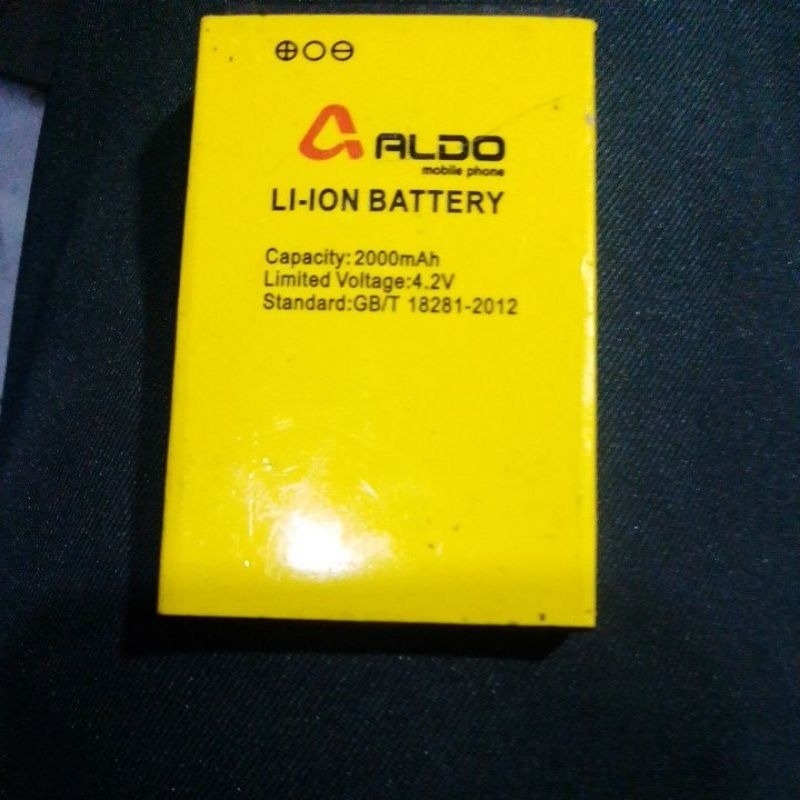 ⊕○⊖
ALDO
mobile phone
LI-ION BATTERY
Capacity:2000mAh
Limited Voltage:4.2V
Standard:GB/T 18281-2012